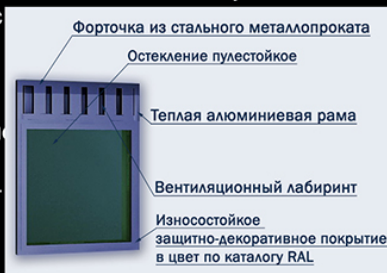 Форточка из стального металлопроката
Остекление пулестойкое
Теплая алюминиевая рама
Вентиляционный лабиринт
Износостойкое
защитно-декоративное покрытие
в цвет по каталогу RAL